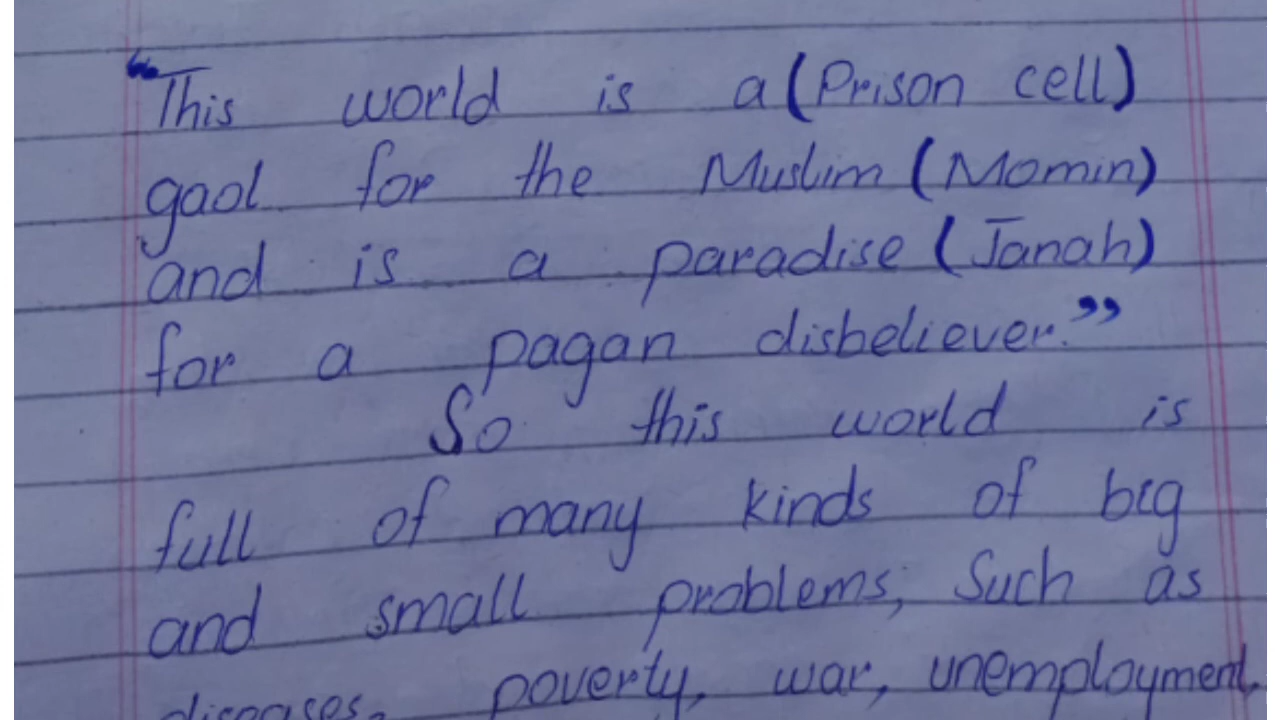 “This world is a (Prison cell)
gaol for the Muslim (Momin)
and is a paradise (Janah)
for a pagan disbeliever.”
So this world is
full of many kinds of big
and small problems, Such as
diseases, poverty, war, unemployment,